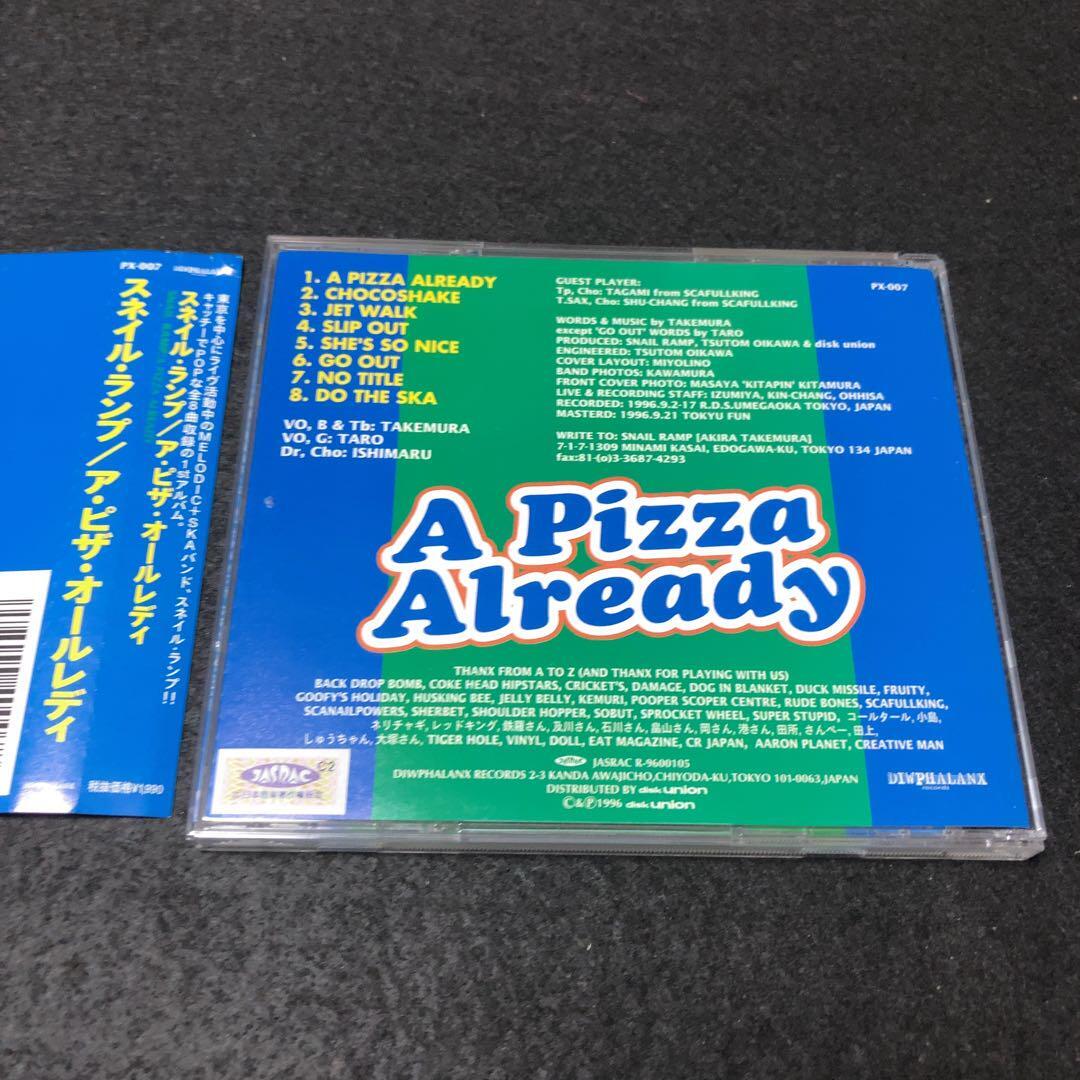 PX-007 DIWPHALANX
スネイル・ランプ/ア・ピザ・オールレディ
東京を中心にライヴ活動中のMELODIC+SKAバンド、スネイル・ランプ!!
キャッチーでPOPな全8曲収録の1stアルバム。
スネイル・ランプ/ア・ピザ・オールレディ
税抜価格¥1,990
1. A PIZZA ALREADY
2. CHOCOSHAKE
3. JET WALK
4. SLIP OUT
5. SHE'S SO NICE
6. GO OUT
7. NO TITLE
8. DO THE SKA
VO, B & Tb: TAKEMURA
VO, G: TARO
Dr, Cho: ISHIMARU
GUEST PLAYER:
Tp, Cho: TAGAMI from SCAFULLKING
T.SAX, Cho: SHU-CHANG from SCAFULLKING
WORDS & MUSIC by TAKEMURA
except 'GO OUT' WORDS by TARO
PRODUCED: SNAIL RAMP, TSUTOM OIKAWA & disk union
ENGINEERED: TSUTOM OIKAWA
COVER LAYOUT: MIYOLINO
BAND PHOTOS: KAWAMURA
FRONT COVER PHOTO: MASAYA 'KITAPIN' KITAMURA
LIVE & RECORDING STAFF: IZUMIYA, KIN-CHANG, OHHISA
RECORDED: 1996.9.2-17 R.D.S.UMEGAOKA TOKYO, JAPAN
MASTERD: 1996.9.21 TOKYU FUN
WRITE TO: SNAIL RAMP [AKIRA TAKEMURA]
7-1-7-1309 MINAMI KASAI, EDOGAWA-KU, TOKYO 134 JAPAN
fax:81-(0)3-3687-4293
PX-007
A Pizza
Already
THANX FROM A TO Z (AND THANX FOR PLAYING WITH US)
BACK DROP BOMB, COKE HEAD HIPSTARS, CRICKET'S, DAMAGE, DOG IN BLANKET, DUCK MISSILE, FRUITY,
GOOFY'S HOLIDAY, HUSKING BEE, JELLY BELLY, KEMURI, POOPER SCOPER CENTRE, RUDE BONES, SCAFULLKING,
SCANAILPOWERS, SHERBET, SHOULDER HOPPER, SOBUT, SPROCKET WHEEL, SUPER STUPID, コールタール, 小島,
ネリチャギ, レッドキング, 鉄羅さん, 及川さん, 石川さん, 畠山さん, 岡さん, 港さん, 田所, さんぺー, 田上,
しゅうちゃん, 大塚さん, TIGER HOLE, VINYL, DOLL, EAT MAGAZINE, CR JAPAN, AARON PLANET, CREATIVE MAN
JASRAC R-9600105
DIWPHALANX RECORDS 2-3 KANDA AWAJICHO,CHIYODA-KU,TOKYO 101-0063,JAPAN
DISTRIBUTED BY disk union
©&℗1996 disk union
JASRAC C2
DIWPHALANX
records